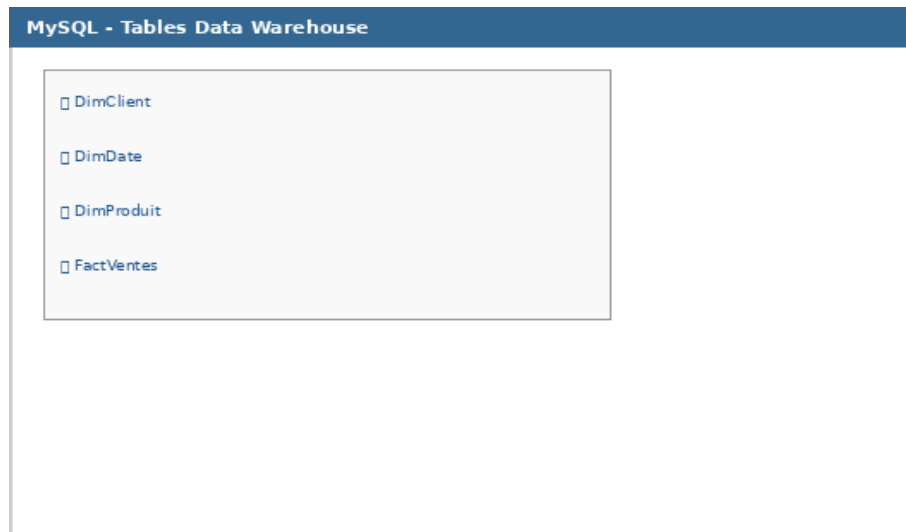 MySQL - Tables Data Warehouse
DimClient
DimDate
DimProduit
FactVentes